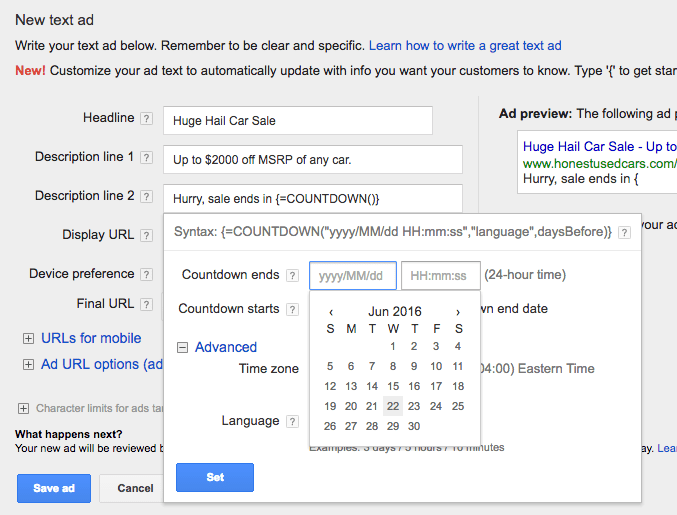 New text ad
Write your text ad below. Remember to be clear and specific. Learn how to write a great text ad
New! Customize your ad text to automatically update with info you want your customers to know. Type '{' to get
Headline ? Huge Hail Car Sale
Description line 1 ? Up to $2000 off MSRP of any car.
Description line 2 ? Hurry, sale ends in {=COUNTDOWN()}
Ad preview: The following ad
Huge Hail Car Sale - Up to
www.honestusedcars.com/
Hurry, sale ends in {
Display URL ?
Syntax: {=COUNTDOWN("yyyy/MM/dd HH:mm:ss","language",daysBefore)} ?
your ad
Device preference ?
Countdown ends ? yyyy/MM/dd HH:mm:ss (24-hour time)
Final URL ?
Countdown starts ? end date
‹ Jun 2016 ›
S M T W T F S
1 2 3 4
5 6 7 8 9 10 11
12 13 14 15 16 17 18
19 20 21 22 23 24 25
26 27 28 29 30
URLs for mobile
Ad URL options (ad
Advanced
Time zone 04:00) Eastern Time
Character limits for ads
Language ?
What happens next?
Your new ad will be reviewed
Examples: 3 days / 5 hours / 10 minutes
Save ad Cancel
Set